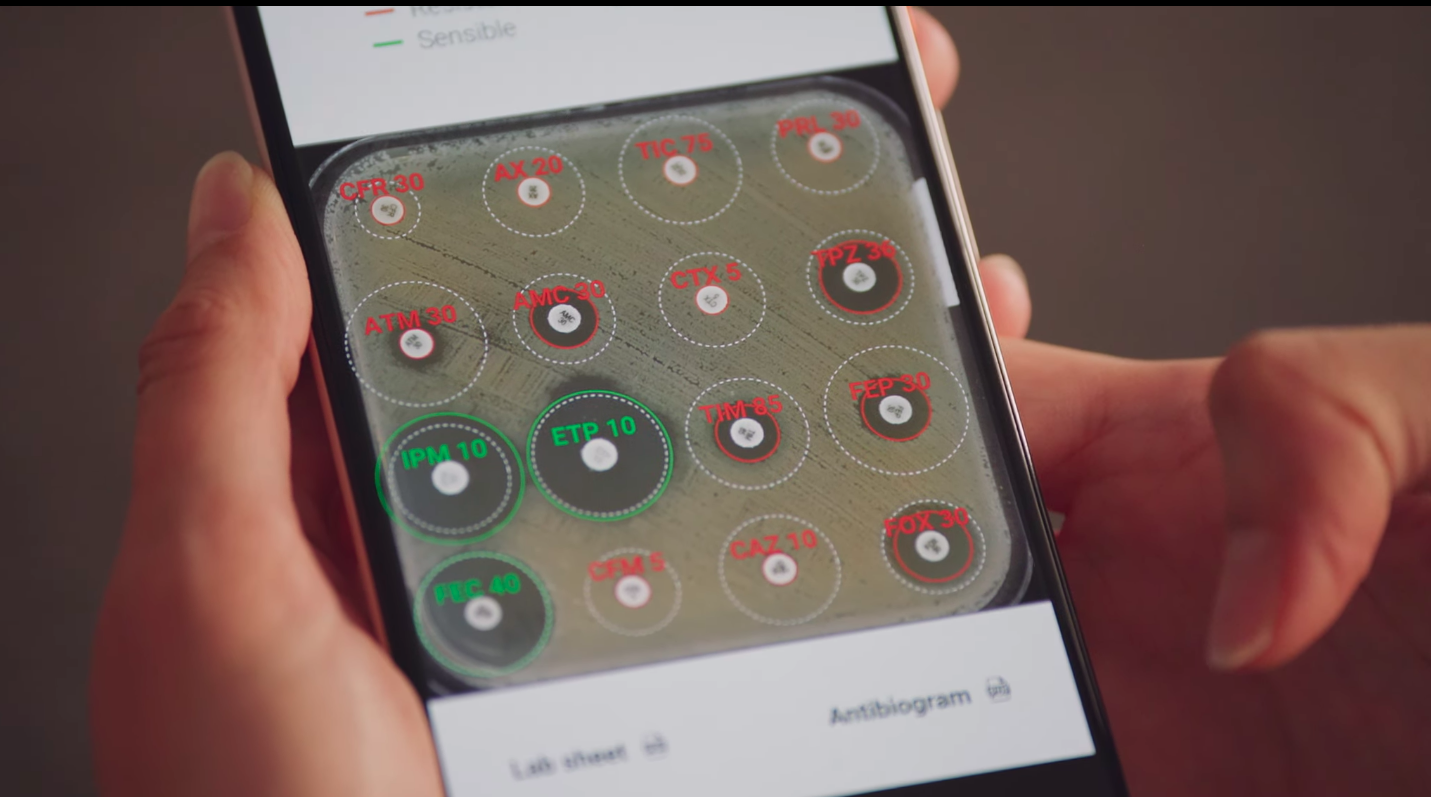 Sensible
CFR 30
AX 20
TIC 75
PRL 30
ATM 30
AMC 30
CTX 5
TPZ 36
IPM 10
ETP 10
TIM 85
FEP 30
FEC 40
CFM 5
CAZ 10
FOX 30
Lab sheet
Antibiogram